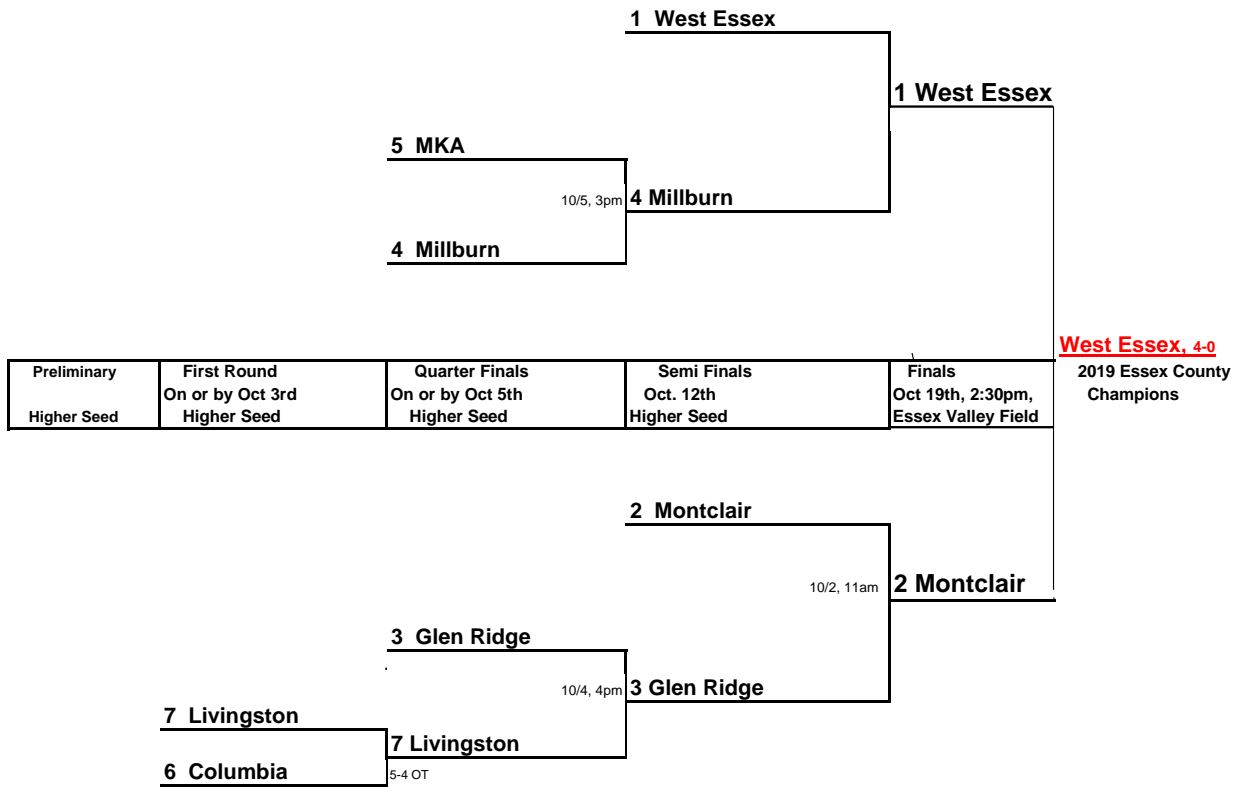 1 West Essex
1 West Essex
5 MKA
10/5, 3pm
4 Millburn
4 Millburn
West Essex, 4-0
2019 Essex County
Champions
Preliminary
Higher Seed
First Round
On or by Oct 3rd
Higher Seed
Quarter Finals
On or by Oct 5th
Higher Seed
Semi Finals
Oct. 12th
Higher Seed
Finals
Oct 19th, 2:30pm,
Essex Valley Field
2 Montclair
10/2, 11am
2 Montclair
3 Glen Ridge
10/4, 4pm
3 Glen Ridge
7 Livingston
7 Livingston
6 Columbia
5-4 OT